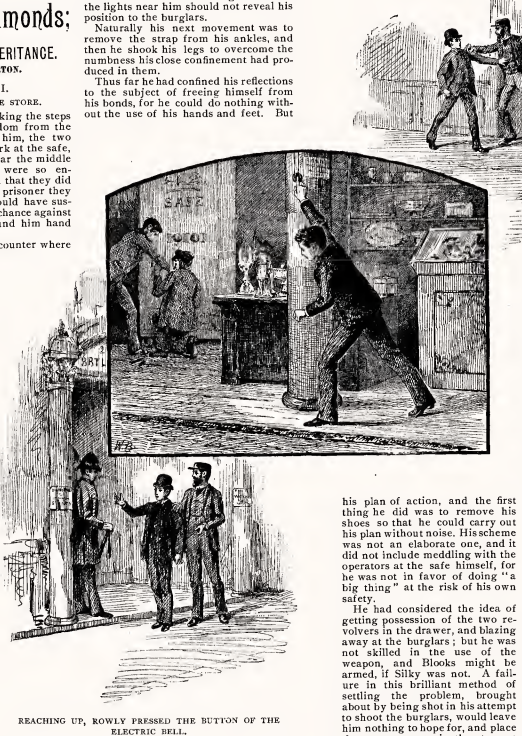 monds;
ERITANCE.
TON.
I.
E STORE.
king the steps
dom from the
him, the two
rk at the safe,
ar the middle
were so en-
that they did
prisoner they
ould have sus-
chance against
und him hand
counter where
the lights near him should not reveal his
position to the burglars.
Naturally his next movement was to
remove the strap from his ankles, and
then he shook his legs to overcome the
numbness his close confinement had pro-
duced in them.
Thus far he had confined his reflections
to the subject of freeing himself from
his bonds, for he could do nothing with-
out the use of his hands and feet. But
his plan of action, and the first
thing he did was to remove his
shoes so that he could carry out
his plan without noise. His scheme
was not an elaborate one, and it
did not include meddling with the
operators at the safe himself, for
he was not in favor of doing "a
big thing" at the risk of his own
safety.
He had considered the idea of
getting possession of the two re-
volvers in the drawer, and blazing
away at the burglars; but he was
not skilled in the use of the
weapon, and Blooks might be
armed, if Silky was not. A fail-
ure in this brilliant method of
settling the problem, brought
about by being shot in his attempt
to shoot the burglars, would leave
him nothing to hope for, and place
REACHING UP, ROWLY PRESSED THE BUTTON OF THE
ELECTRIC BELL.